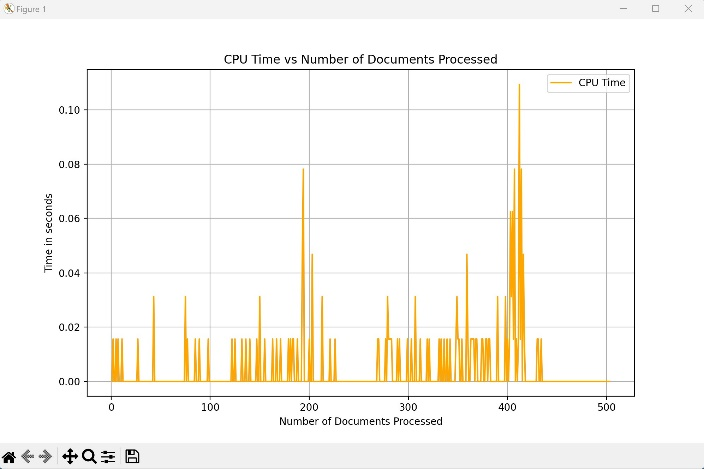 Figure 1
CPU Time vs Number of Documents Processed
CPU Time
0.10
0.08
0.06
0.04
0.02
0.00
Time in seconds
0 100 200 300 400 500
Number of Documents Processed